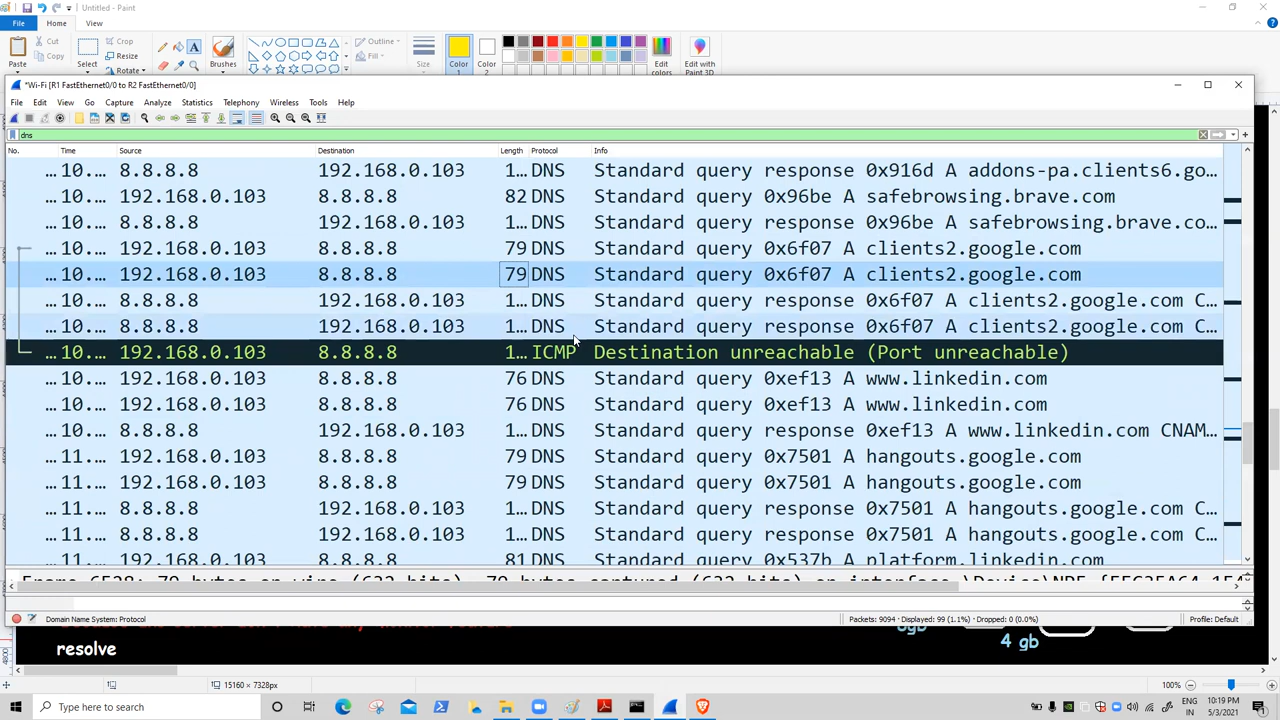 Untitled - Paint
File Home View
Cut
Copy
Paste
Crop
Resize
Rotate
Select
Brushes
Outline
Fill
Size
Color 1
Color 2
Edit colors
Edit with Paint 3D
*Wi-Fi [R1 FastEthernet0/0 to R2 FastEthernet0/0]
File Edit View Go Capture Analyze Statistics Telephony Wireless Tools Help
dns
No. Time Source Destination Length Protocol Info
... 10.... 8.8.8.8 192.168.0.103 1... DNS Standard query response 0x916d A addons-pa.clients6.go...
... 10.... 192.168.0.103 8.8.8.8 82 DNS Standard query 0x96be A safebrowsing.brave.com
... 10.... 8.8.8.8 192.168.0.103 1... DNS Standard query response 0x96be A safebrowsing.brave.co...
... 10.... 192.168.0.103 8.8.8.8 79 DNS Standard query 0x6f07 A clients2.google.com
... 10.... 192.168.0.103 8.8.8.8 79 DNS Standard query 0x6f07 A clients2.google.com
... 10.... 8.8.8.8 192.168.0.103 1... DNS Standard query response 0x6f07 A clients2.google.com C...
... 10.... 8.8.8.8 192.168.0.103 1... DNS Standard query response 0x6f07 A clients2.google.com C...
... 10.... 192.168.0.103 8.8.8.8 1... ICMP Destination unreachable (Port unreachable)
... 10.... 192.168.0.103 8.8.8.8 76 DNS Standard query 0xef13 A www.linkedin.com
... 10.... 192.168.0.103 8.8.8.8 76 DNS Standard query 0xef13 A www.linkedin.com
... 10.... 8.8.8.8 192.168.0.103 1... DNS Standard query response 0xef13 A www.linkedin.com CNAM...
... 11.... 192.168.0.103 8.8.8.8 79 DNS Standard query 0x7501 A hangouts.google.com
... 11.... 192.168.0.103 8.8.8.8 79 DNS Standard query 0x7501 A hangouts.google.com
... 11.... 8.8.8.8 192.168.0.103 1... DNS Standard query response 0x7501 A hangouts.google.com C...
... 11.... 8.8.8.8 192.168.0.103 1... DNS Standard query response 0x7501 A hangouts.google.com C...
... 11.... 192.168.0.103 8.8.8.8 81 DNS Standard query 0x537b A platform.linkedin.com
Domain Name System: Protocol
Packets: 9094 · Displayed: 99 (1.1%) · Dropped: 0 (0.0%)
Profile: Default
resolve
4 gb
15160 × 7328px
100%
Type here to search
ENG
IN
10:19 PM
5/3/2021